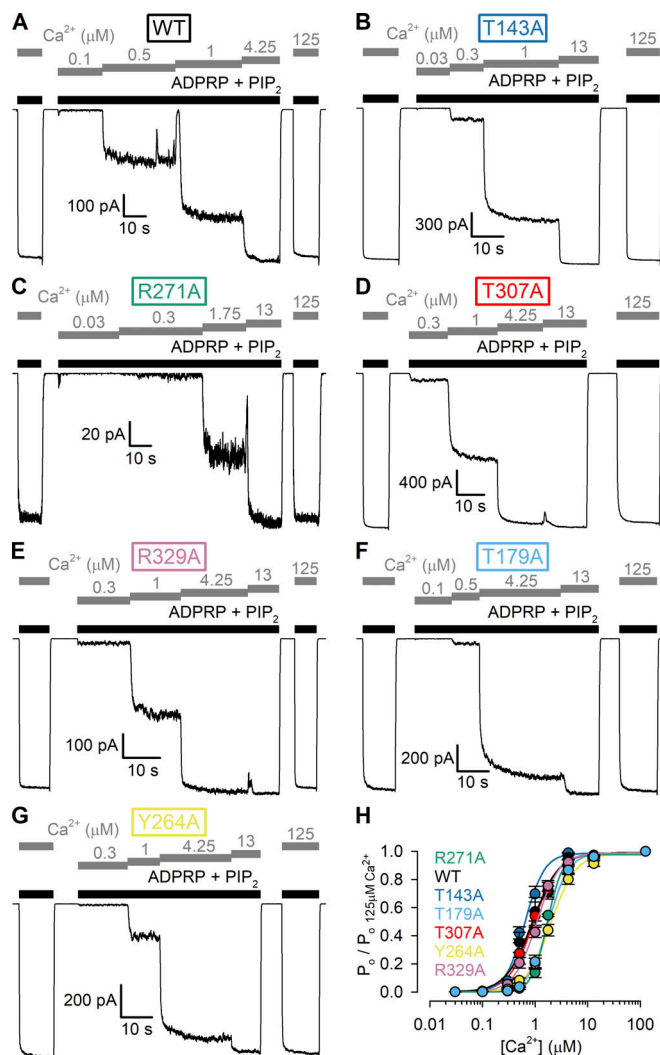 A
WT
Ca²⁺ (μM)
0.1 0.5 1 4.25 125
ADPRP + PIP₂
100 pA
10 s
B
T143A
Ca²⁺ (μM)
0.03 0.3 1 13 125
ADPRP + PIP₂
300 pA
10 s
C
R271A
Ca²⁺ (μM)
0.03 0.3 1.75 13 125
ADPRP + PIP₂
20 pA
10 s
D
T307A
Ca²⁺ (μM)
0.3 1 4.25 13 125
ADPRP + PIP₂
400 pA
10 s
E
R329A
Ca²⁺ (μM)
0.3 1 4.25 13 125
ADPRP + PIP₂
100 pA
10 s
F
T179A
Ca²⁺ (μM)
0.1 0.5 4.25 13 125
ADPRP + PIP₂
200 pA
10 s
G
Y264A
Ca²⁺ (μM)
0.3 1 4.25 13 125
ADPRP + PIP₂
200 pA
10 s
H
1.0
0.8
0.6
0.4
0.2
0.0
Pₒ / Pₒ 125μM Ca²⁺
R271A
WT
T143A
T179A
T307A
Y264A
R329A
0.01 0.1 1 10 100
[Ca²⁺] (μM)